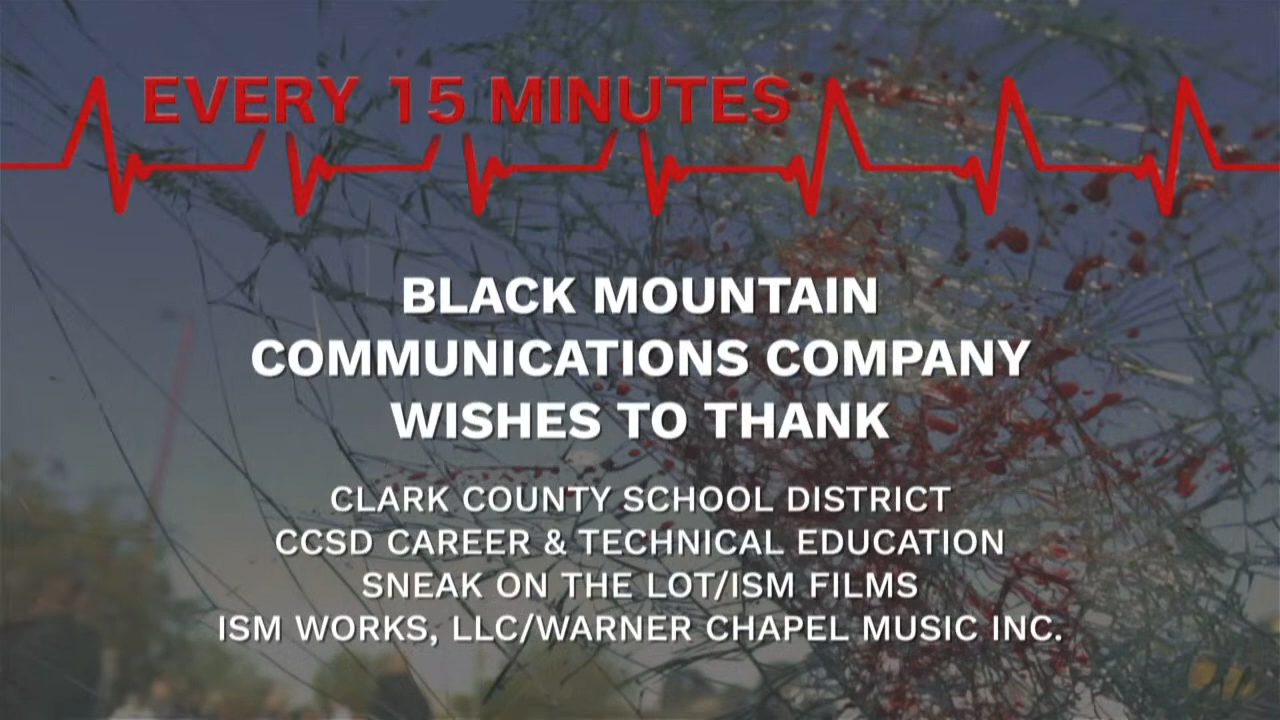 EVERY 15 MINUTES
BLACK MOUNTAIN
COMMUNICATIONS COMPANY
WISHES TO THANK
CLARK COUNTY SCHOOL DISTRICT
CCSD CAREER & TECHNICAL EDUCATION
SNEAK ON THE LOT/ISM FILMS
ISM WORKS, LLC/WARNER CHAPEL MUSIC INC.